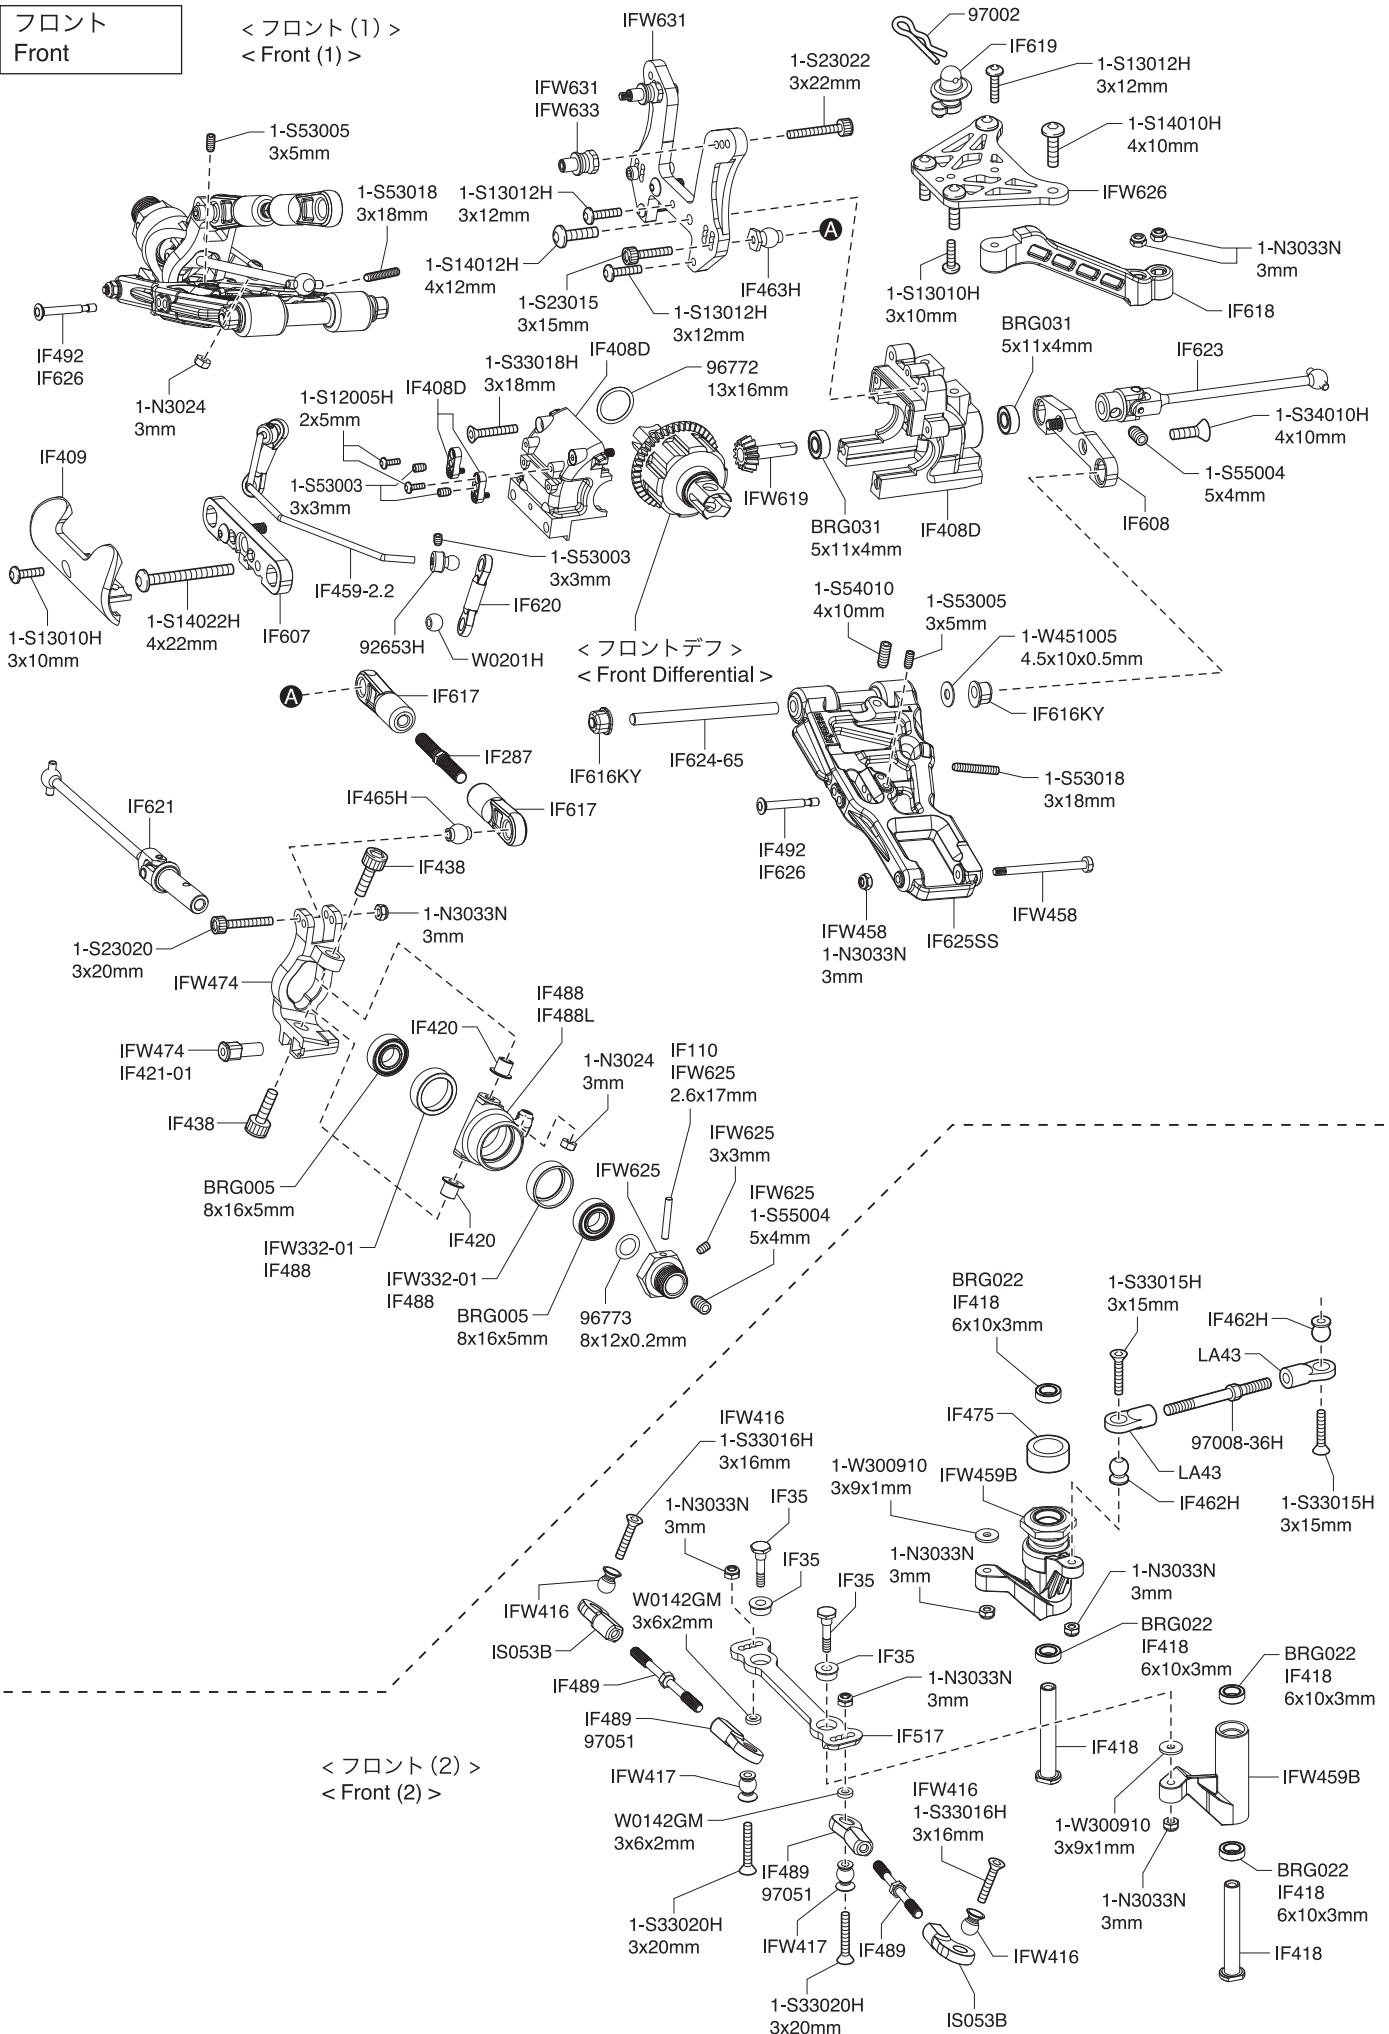 フロント
Front
< フロント (1) >
< Front (1) >
IFW631
97002
IF619
1-S13012H
3x12mm
1-S23022
3x22mm
IFW631
IFW633
1-S14010H
4x10mm
1-S53005
3x5mm
IFW626
1-S53018
3x18mm
1-S13012H
3x12mm
A
1-N3033N
3mm
1-S14012H
4x12mm
IF463H
1-S13010H
3x10mm
IF618
1-S23015
3x15mm
1-S13012H
3x12mm
IF492
IF626
BRG031
5x11x4mm
IF623
1-S33018H
3x18mm
IF408D
96772
13x16mm
1-N3024
3mm
1-S12005H
2x5mm
IF408D
1-S34010H
4x10mm
IF409
1-S53003
3x3mm
IFW619
1-S55004
5x4mm
BRG031
5x11x4mm
IF408D
IF608
1-S53003
3x3mm
IF459-2.2
IF620
1-S54010
4x10mm
1-S53005
3x5mm
1-S13010H
3x10mm
1-S14022H
4x22mm
IF607
92653H
W0201H
1-W451005
4.5x10x0.5mm
< フロントデフ >
< Front Differential >
A
IF617
IF616KY
IF287
IF616KY
IF624-65
1-S53018
3x18mm
IF621
IF465H
IF617
IF492
IF626
IF438
IFW458
1-N3033N
3mm
IFW458
1-N3033N
3mm
IF625SS
1-S23020
3x20mm
IFW474
IF488
IF488L
IF420
IFW474
IF421-01
1-N3024
3mm
IF110
IFW625
2.6x17mm
IF438
IFW625
3x3mm
IFW625
BRG005
8x16x5mm
IFW625
1-S55004
5x4mm
IF420
IFW332-01
IF488
IFW332-01
IF488
BRG005
8x16x5mm
96773
8x12x0.2mm
BRG022
IF418
6x10x3mm
1-S33015H
3x15mm
IF462H
LA43
IF475
IFW416
1-S33016H
3x16mm
97008-36H
1-W300910
3x9x1mm
IFW459B
LA43
IF462H
1-N3033N
3mm
IF35
1-S33015H
3x15mm
1-N3033N
3mm
IF35
IF35
1-N3033N
3mm
IFW416
W0142GM
3x6x2mm
BRG022
IF418
6x10x3mm
IS053B
IF35
BRG022
IF418
6x10x3mm
IF489
1-N3033N
3mm
IF489
97051
IF517
< フロント (2) >
< Front (2) >
IF418
IFW417
IFW416
1-S33016H
3x16mm
IFW459B
W0142GM
3x6x2mm
1-W300910
3x9x1mm
IF489
97051
BRG022
IF418
6x10x3mm
1-N3033N
3mm
1-S33020H
3x20mm
IFW417
IF489
IFW416
IF418
1-S33020H
3x20mm
IS053B